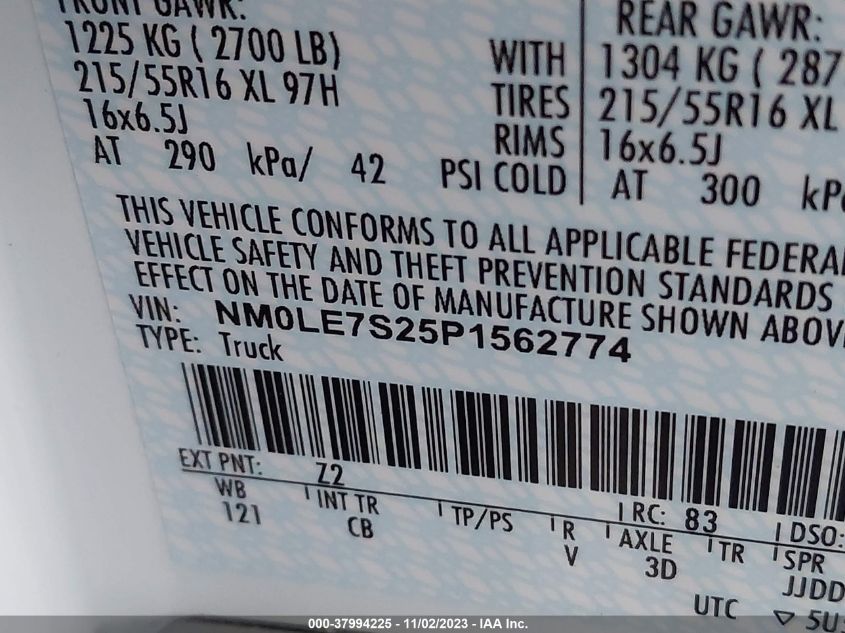 FRONT GAWR:
1225 KG ( 2700 LB)
215/55R16 XL 97H
16x6.5J
AT 290 kPa/ 42 PSI COLD
WITH
TIRES
RIMS
REAR GAWR:
1304 KG ( 287
215/55R16 XL
16x6.5J
AT 300 kPa
THIS VEHICLE CONFORMS TO ALL APPLICABLE FEDERAL
VEHICLE SAFETY AND THEFT PREVENTION STANDARDS
EFFECT ON THE DATE OF MANUFACTURE SHOWN ABOVE
VIN: NM0LE7S25P1562774
TYPE: Truck
EXT PNT: Z2 RC: 83 DSO:
WB INT TR TP/PS R AXLE TR SPR
121 CB V 3D JJDD
UTC ▽ 5U
000-37994225 - 11/02/2023 - IAA Inc.